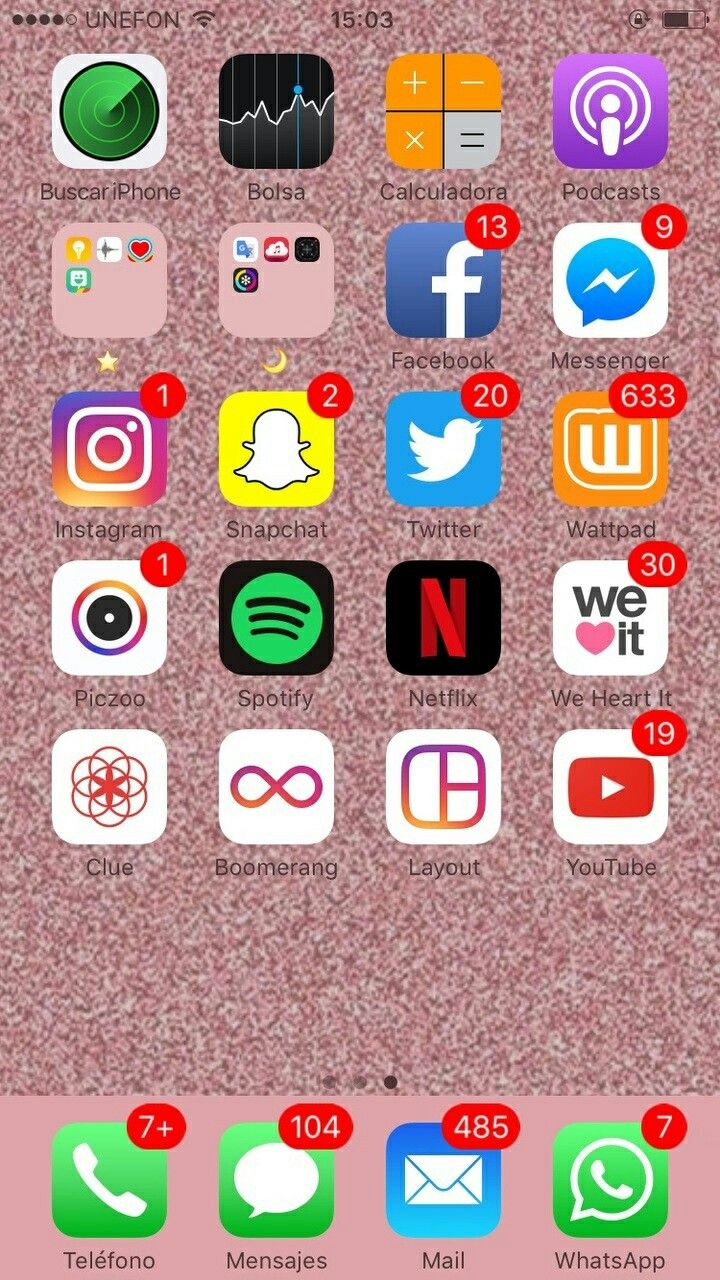 UNEFON 15:03
BuscariPhone Bolsa Calculadora Podcasts
13 9
Facebook Messenger
1 2 20 633
Instagram Snapchat Twitter Wattpad
1 30
we it
Piczoo Spotify Netflix We Heart It
19
Clue Boomerang Layout YouTube
7+ 104 485 7
Teléfono Mensajes Mail WhatsApp